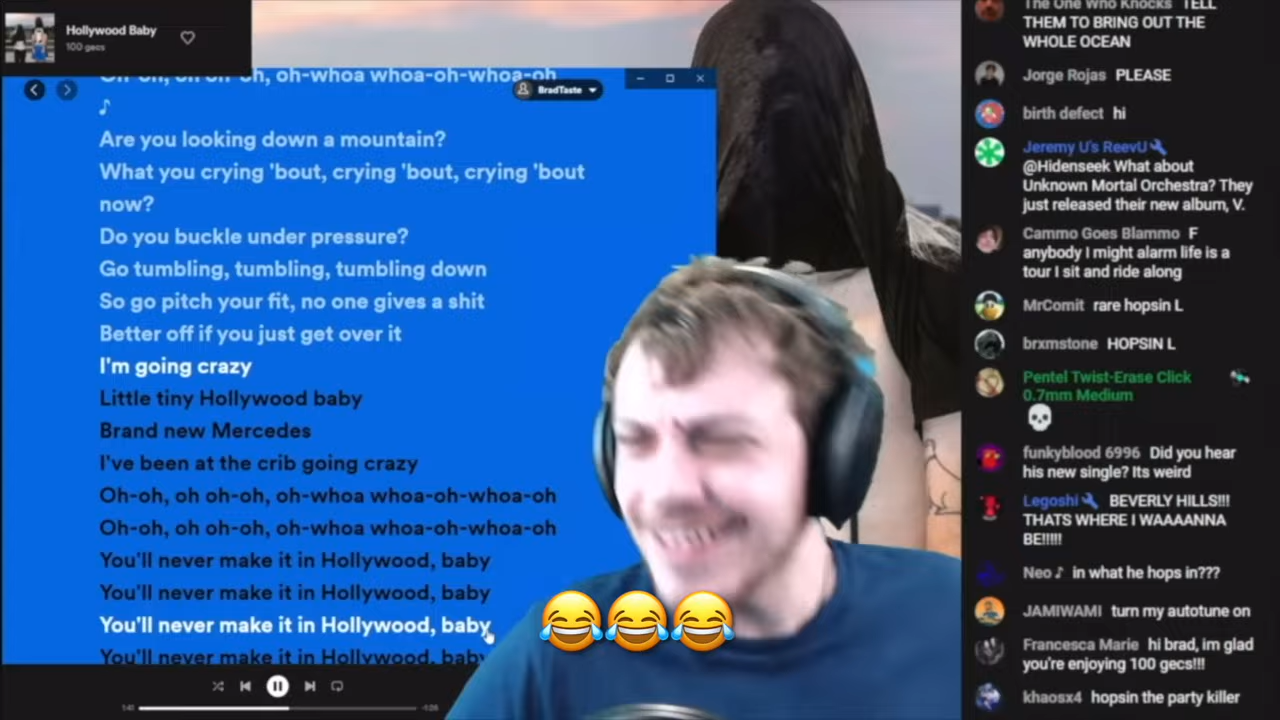 Hollywood Baby
100 gecs
BradTaste
Oh-oh, oh oh-oh, oh-whoa whoa-oh-whoa-oh
♪
Are you looking down a mountain?
What you crying 'bout, crying 'bout, crying 'bout
now?
Do you buckle under pressure?
Go tumbling, tumbling, tumbling down
So go pitch your fit, no one gives a shit
Better off if you just get over it
I'm going crazy
Little tiny Hollywood baby
Brand new Mercedes
I've been at the crib going crazy
Oh-oh, oh oh-oh, oh-whoa whoa-oh-whoa-oh
Oh-oh, oh oh-oh, oh-whoa whoa-oh-whoa-oh
You'll never make it in Hollywood, baby
You'll never make it in Hollywood, baby
You'll never make it in Hollywood, baby
You'll never make it in Hollywood, baby
1:41
-1:26
😂😂😂
The One Who Knocks TELL
THEM TO BRING OUT THE
WHOLE OCEAN
Jorge Rojas PLEASE
birth defect hi
Jeremy U's ReevU🔧
@Hidenseek What about
Unknown Mortal Orchestra? They
just released their new album, V.
Cammo Goes Blammo F
anybody I might alarm life is a
tour I sit and ride along
MrComit rare hopsin L
brxmstone HOPSIN L
Pentel Twist-Erase Click
0.7mm Medium
💀
funkyblood 6996 Did you hear
his new single? Its weird
Legoshi🔧 BEVERLY HILLS!!!
THATS WHERE I WAAAANNA
BE!!!!!
Neo♪ in what he hops in???
JAMIWAMI turn my autotune on
Francesca Marie hi brad, im glad
you're enjoying 100 gecs!!!
khaosx4 hopsin the party killer